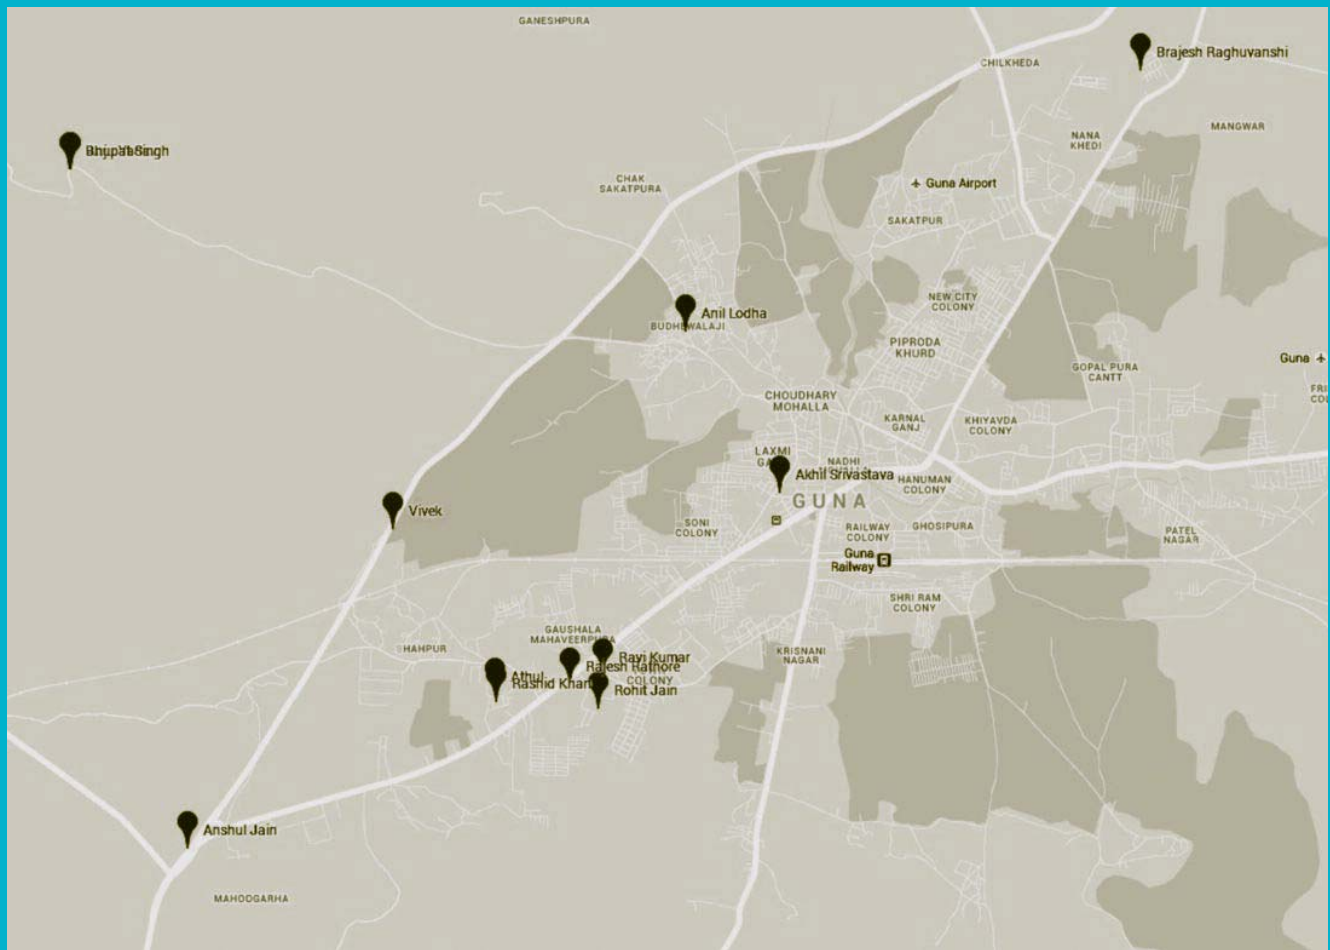 GANESHPURA
Brajesh Raghuvanshi
CHILKHEDA
MANGWAR
NANA
KHEDI
Singh
CHAK
SAKATPURA
Guna Airport
SAKATPUR
NEW CITY
COLONY
Anil Lodha
BUDHEWALAJI
PIPRODA
KHURD
Guna
GOPAL PURA
CANTT
CHOUDHARY
MOHALLA
KARNAL
GANJ
KHIYAVDA
COLONY
LAXMI
NADHI
Akhil Srivastava
HANUMAN
COLONY
GUNA
Vivek
SONI
COLONY
RAILWAY
COLONY
GHOSIPURA
PATEL
NAGAR
Guna
Railway
SHRI RAM
COLONY
GAUSHALA
MAHAVEERPURA
HAHPUR
KRISNANI
NAGAR
Ravi Kumar
Rajesh Rathore
Athul
COLONY
Rashid Khan
Rohit Jain
Anshul Jain
MAHODGARHA